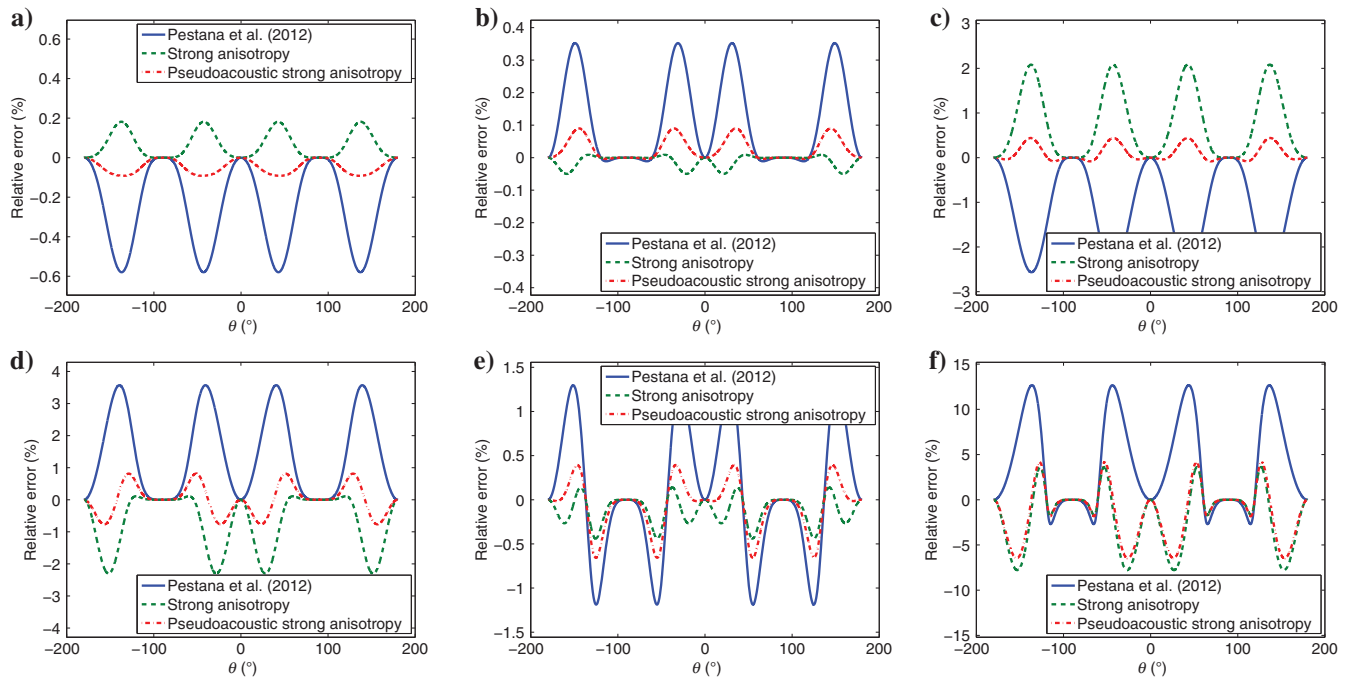 a)
0.6
0.4
0.2
0
−0.2
−0.4
−0.6
Relative error (%)
Pestana et al. (2012)
Strong anisotropy
Pseudoacoustic strong anisotropy
−200
−100
0
100
200
θ (°)
b)
0.4
0.3
0.2
0.1
0
−0.1
−0.2
−0.3
−0.4
Relative error (%)
Pestana et al. (2012)
Strong anisotropy
Pseudoacoustic strong anisotropy
−200
−100
0
100
200
θ (°)
c)
3
2
1
0
−1
−2
−3
Relative error (%)
Pestana et al. (2012)
Strong anisotropy
Pseudoacoustic strong anisotropy
−200
−100
0
100
200
θ (°)
d)
4
3
2
1
0
−1
−2
−3
−4
Relative error (%)
Pestana et al. (2012)
Strong anisotropy
Pseudoacoustic strong anisotropy
−200
−100
0
100
200
θ (°)
e)
1.5
1
0.5
0
−0.5
−1
−1.5
Relative error (%)
Pestana et al. (2012)
Strong anisotropy
Pseudoacoustic strong anisotropy
−200
−100
0
100
200
θ (°)
f)
15
10
5
0
−5
−10
−15
Relative error (%)
Pestana et al. (2012)
Strong anisotropy
Pseudoacoustic strong anisotropy
−200
−100
0
100
200
θ (°)